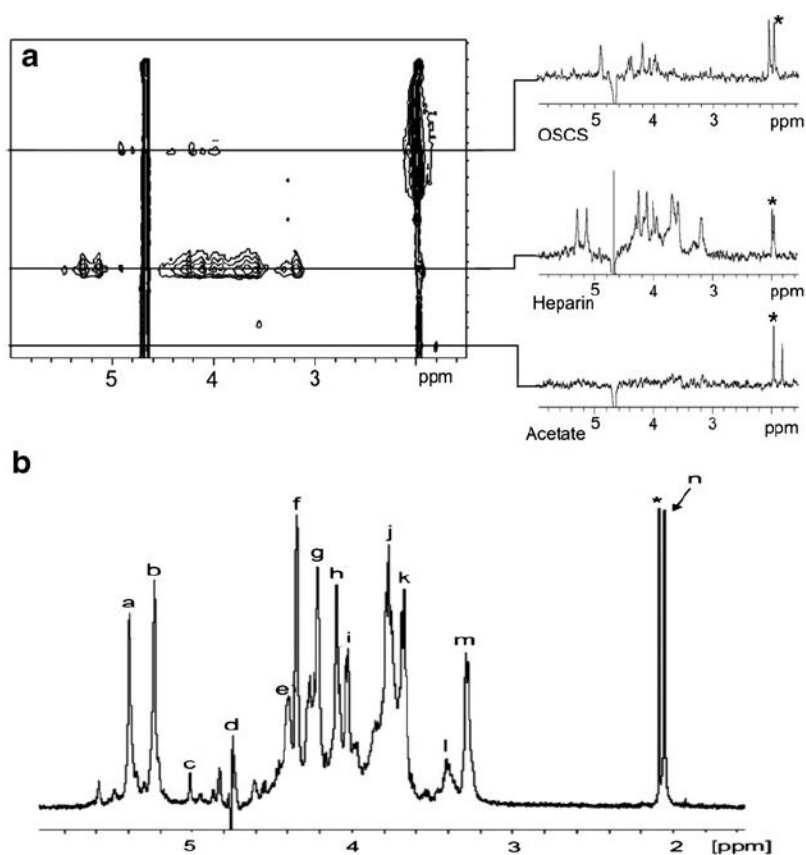 a
*
5 4 3 ppm
OSCS
*
5 4 3 ppm
Heparin
*
5 4 3 ppm
Acetate
5 4 3 ppm
b
a
b
c
d
e
f
g
h
i
j
k
l
m
*
n
5 4 3 2 [ppm]